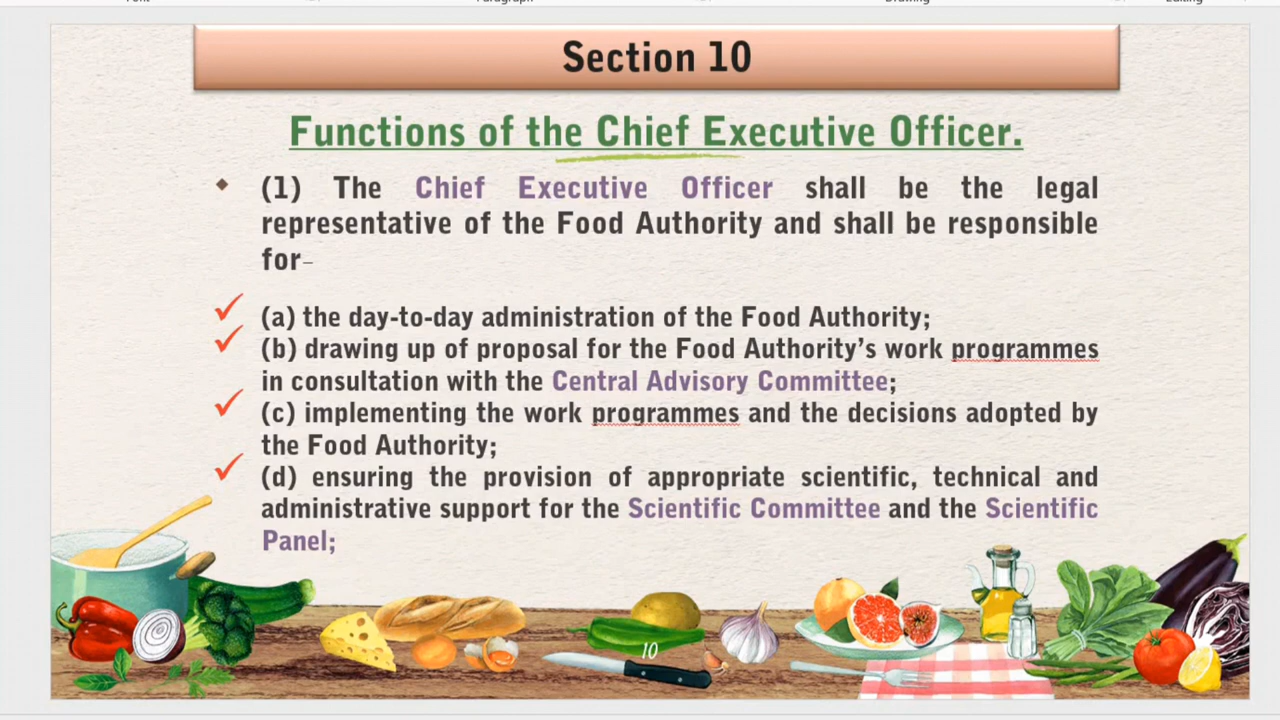 Section 10
Functions of the Chief Executive Officer.
(1) The Chief Executive Officer shall be the legal
representative of the Food Authority and shall be responsible
for–
(a) the day-to-day administration of the Food Authority;
(b) drawing up of proposal for the Food Authority's work programmes
in consultation with the Central Advisory Committee;
(c) implementing the work programmes and the decisions adopted by
the Food Authority;
(d) ensuring the provision of appropriate scientific, technical and
administrative support for the Scientific Committee and the Scientific
Panel;
10